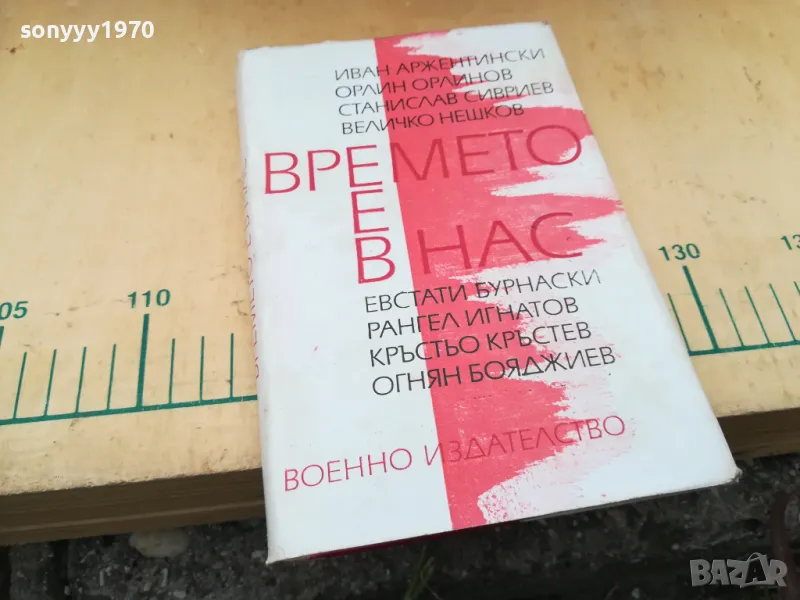 sonyyy1970
ИВАН АРЖЕНТИНСКИ
ОРЛИН ОРЛИНОВ
СТАНИСЛАВ СИВРИЕВ
ВЕЛИЧКО НЕШКОВ
ВРЕМЕТО
Е
В НАС
ЕВСТАТИ БУРНАСКИ
РАНГЕЛ ИГНАТОВ
КРЪСТЬО КРЪСТЕВ
ОГНЯН БОЯДЖИЕВ
ВОЕННО ИЗДАТЕЛСТВО
05
110
130
BAZAR